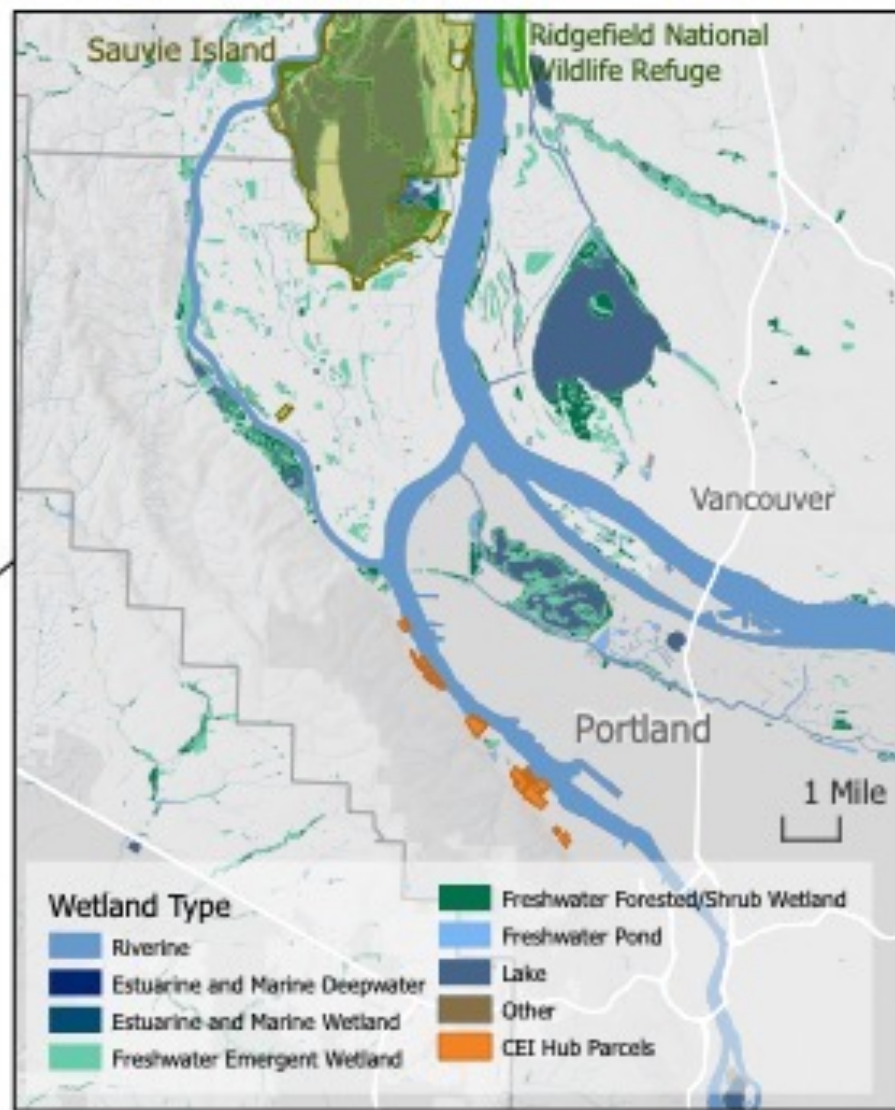 Sauvie Island
Ridgefield National
Wildlife Refuge
Vancouver
Portland
1 Mile
Wetland Type
Riverine
Estuarine and Marine Deepwater
Estuarine and Marine Wetland
Freshwater Emergent Wetland
Freshwater Forested/Shrub Wetland
Freshwater Pond
Lake
Other
CEI Hub Parcels